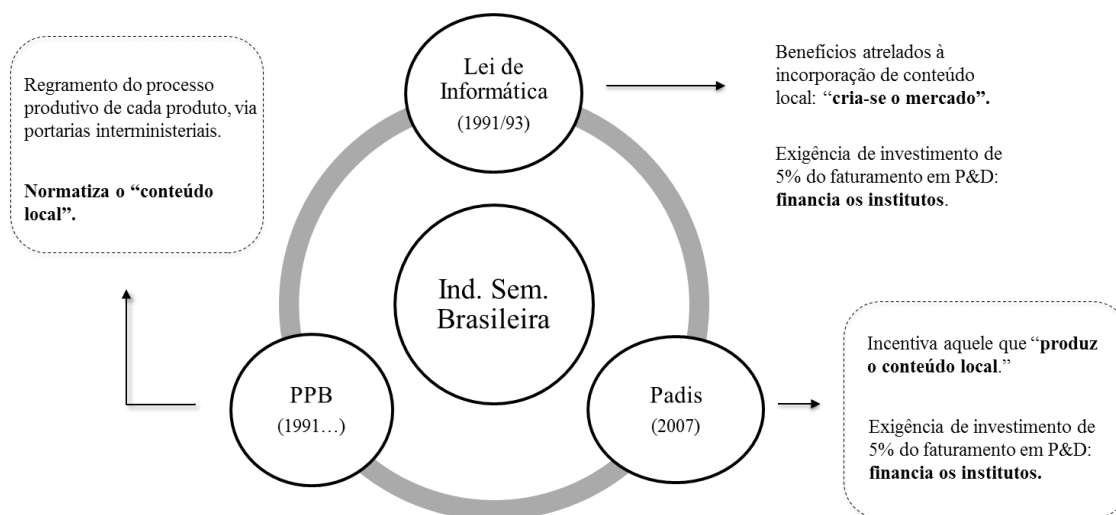 Regramento do processo
produtivo de cada produto, via
portarias interministeriais.
Normatiza o “conteúdo
local”.
Lei de
Informática
(1991/93)
Benefícios atrelados à
incorporação de conteúdo
local: “cria-se o mercado”.
Exigência de investimento de
5% do faturamento em P&D:
financia os institutos.
Ind. Sem.
Brasileira
PPB
(1991…)
Padis
(2007)
Incentiva aquele que “produz
o conteúdo local.”
Exigência de investimento de
5% do faturamento em P&D:
financia os institutos.